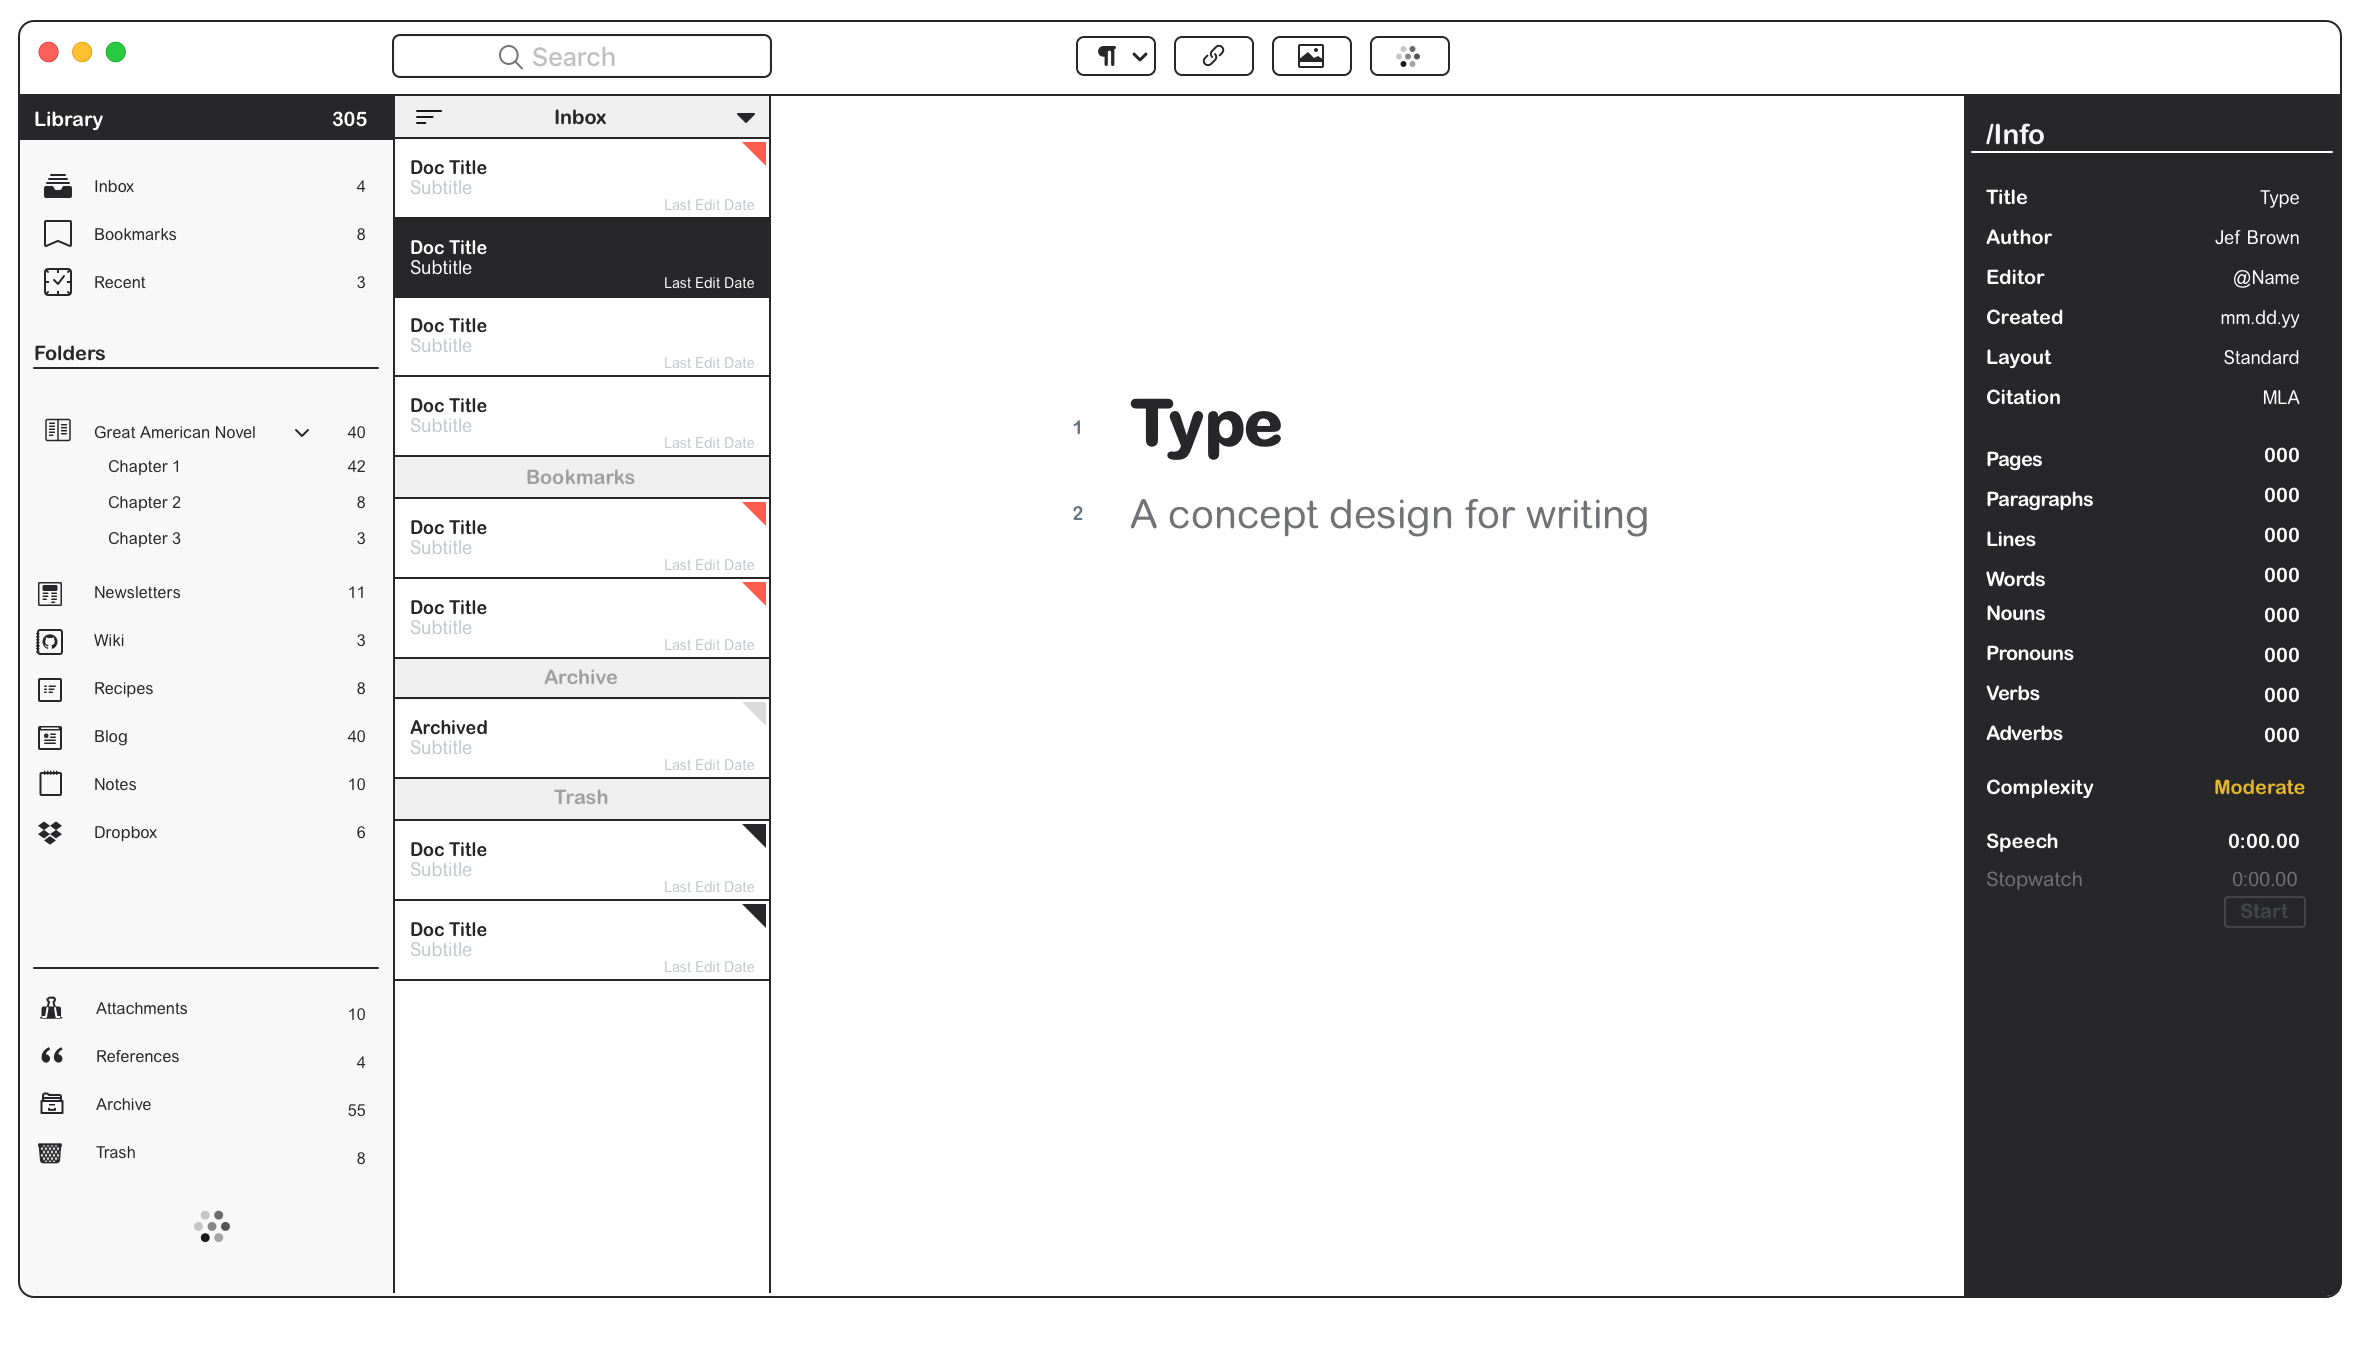 Search
Library 305
Inbox 4
Bookmarks 8
Recent 3
Folders
Great American Novel 40
Chapter 1 42
Chapter 2 8
Chapter 3 3
Newsletters 11
Wiki 3
Recipes 8
Blog 40
Notes 10
Dropbox 6
Attachments 10
References 4
Archive 55
Trash 8
Inbox
Doc Title
Subtitle
Last Edit Date
Doc Title
Subtitle
Last Edit Date
Doc Title
Subtitle
Last Edit Date
Doc Title
Subtitle
Last Edit Date
Bookmarks
Doc Title
Subtitle
Last Edit Date
Doc Title
Subtitle
Last Edit Date
Archive
Archived
Subtitle
Last Edit Date
Trash
Doc Title
Subtitle
Last Edit Date
Doc Title
Subtitle
Last Edit Date
1 Type
2 A concept design for writing
/Info
Title Type
Author Jef Brown
Editor @Name
Created mm.dd.yy
Layout Standard
Citation MLA
Pages 000
Paragraphs 000
Lines 000
Words 000
Nouns 000
Pronouns 000
Verbs 000
Adverbs 000
Complexity Moderate
Speech 0:00.00
Stopwatch 0:00.00
Start